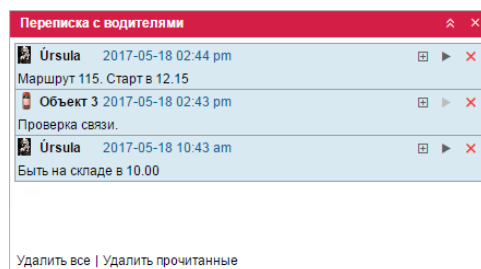 Переписка с водителями
Úrsula 2017-05-18 02:44 pm
Маршрут 115. Старт в 12.15
Объект 3 2017-05-18 02:43 pm
Проверка связи.
Úrsula 2017-05-18 10:43 am
Быть на складе в 10.00
Удалить все | Удалить прочитанные